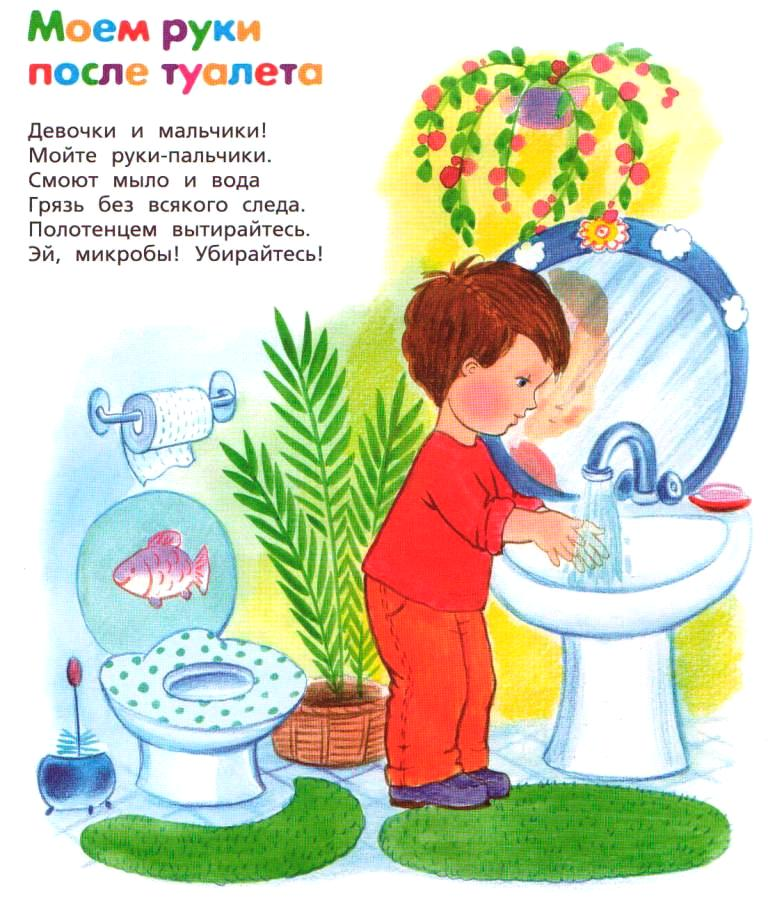 Моем руки
после туалета
Девочки и мальчики!
Мойте руки-пальчики.
Смоют мыло и вода
Грязь без всякого следа.
Полотенцем вытирайтесь.
Эй, микробы! Убирайтесь!